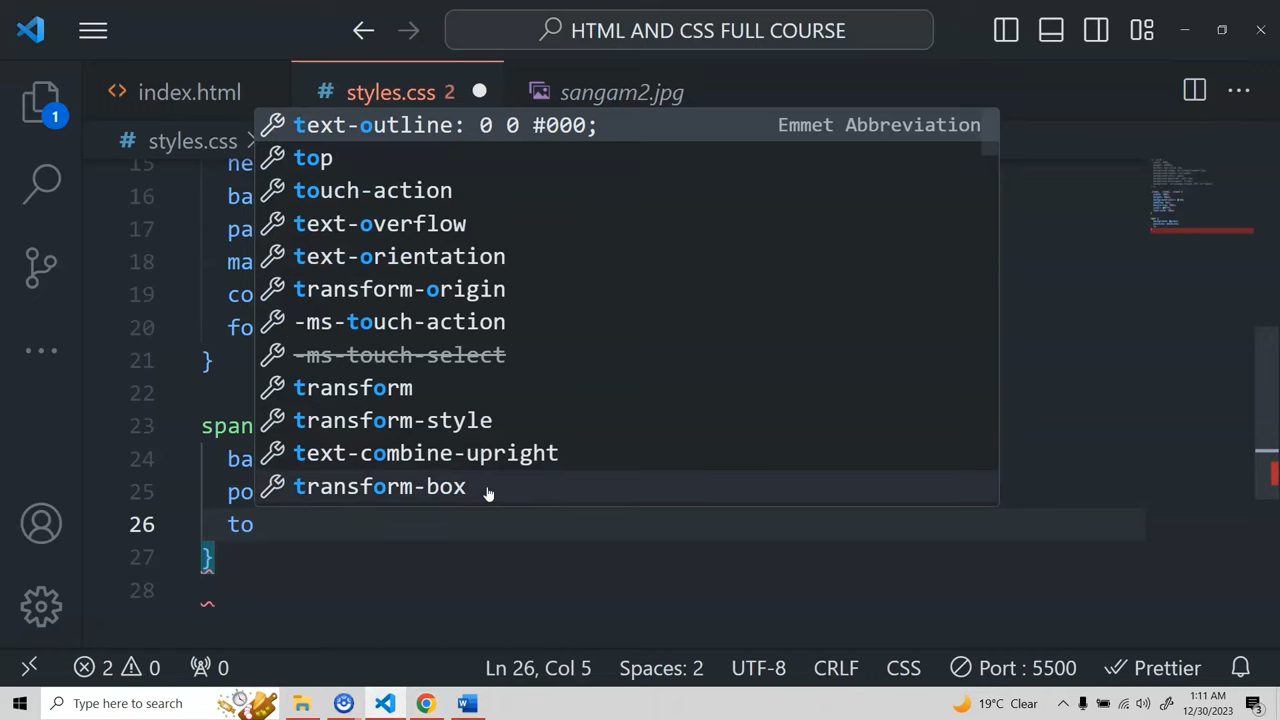 HTML AND CSS FULL COURSE
index.html
styles.css 2
sangam2.jpg
styles.css
text-outline: 0 0 #000; Emmet Abbreviation
top
touch-action
text-overflow
text-orientation
transform-origin
-ms-touch-action
-ms-touch-select
transform
transform-style
text-combine-upright
transform-box
15 ne
16 ba
17 pa
18 ma
19 co
20 fo
21 }
22
23 span
24 ba
25 po
26 to
27 }
28
1
2 0 0 Ln 26, Col 5 Spaces: 2 UTF-8 CRLF CSS Port : 5500 Prettier
Type here to search 19°C Clear 1:11 AM
12/30/2023 3